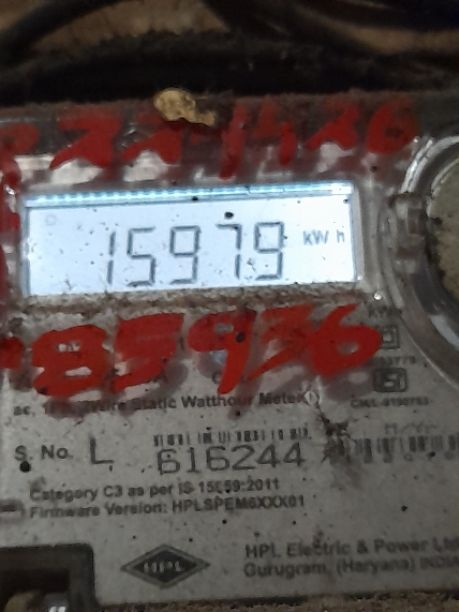 15979 kWh
85936
ac, Static Watthour Meter
S. No. L 616244
Category C3 as per IS 15959:2011
Firmware Version: HPLSPEM0XXX01
HPL
HPL Electric & Power Ltd
Gurugram, (Haryana) INDIA